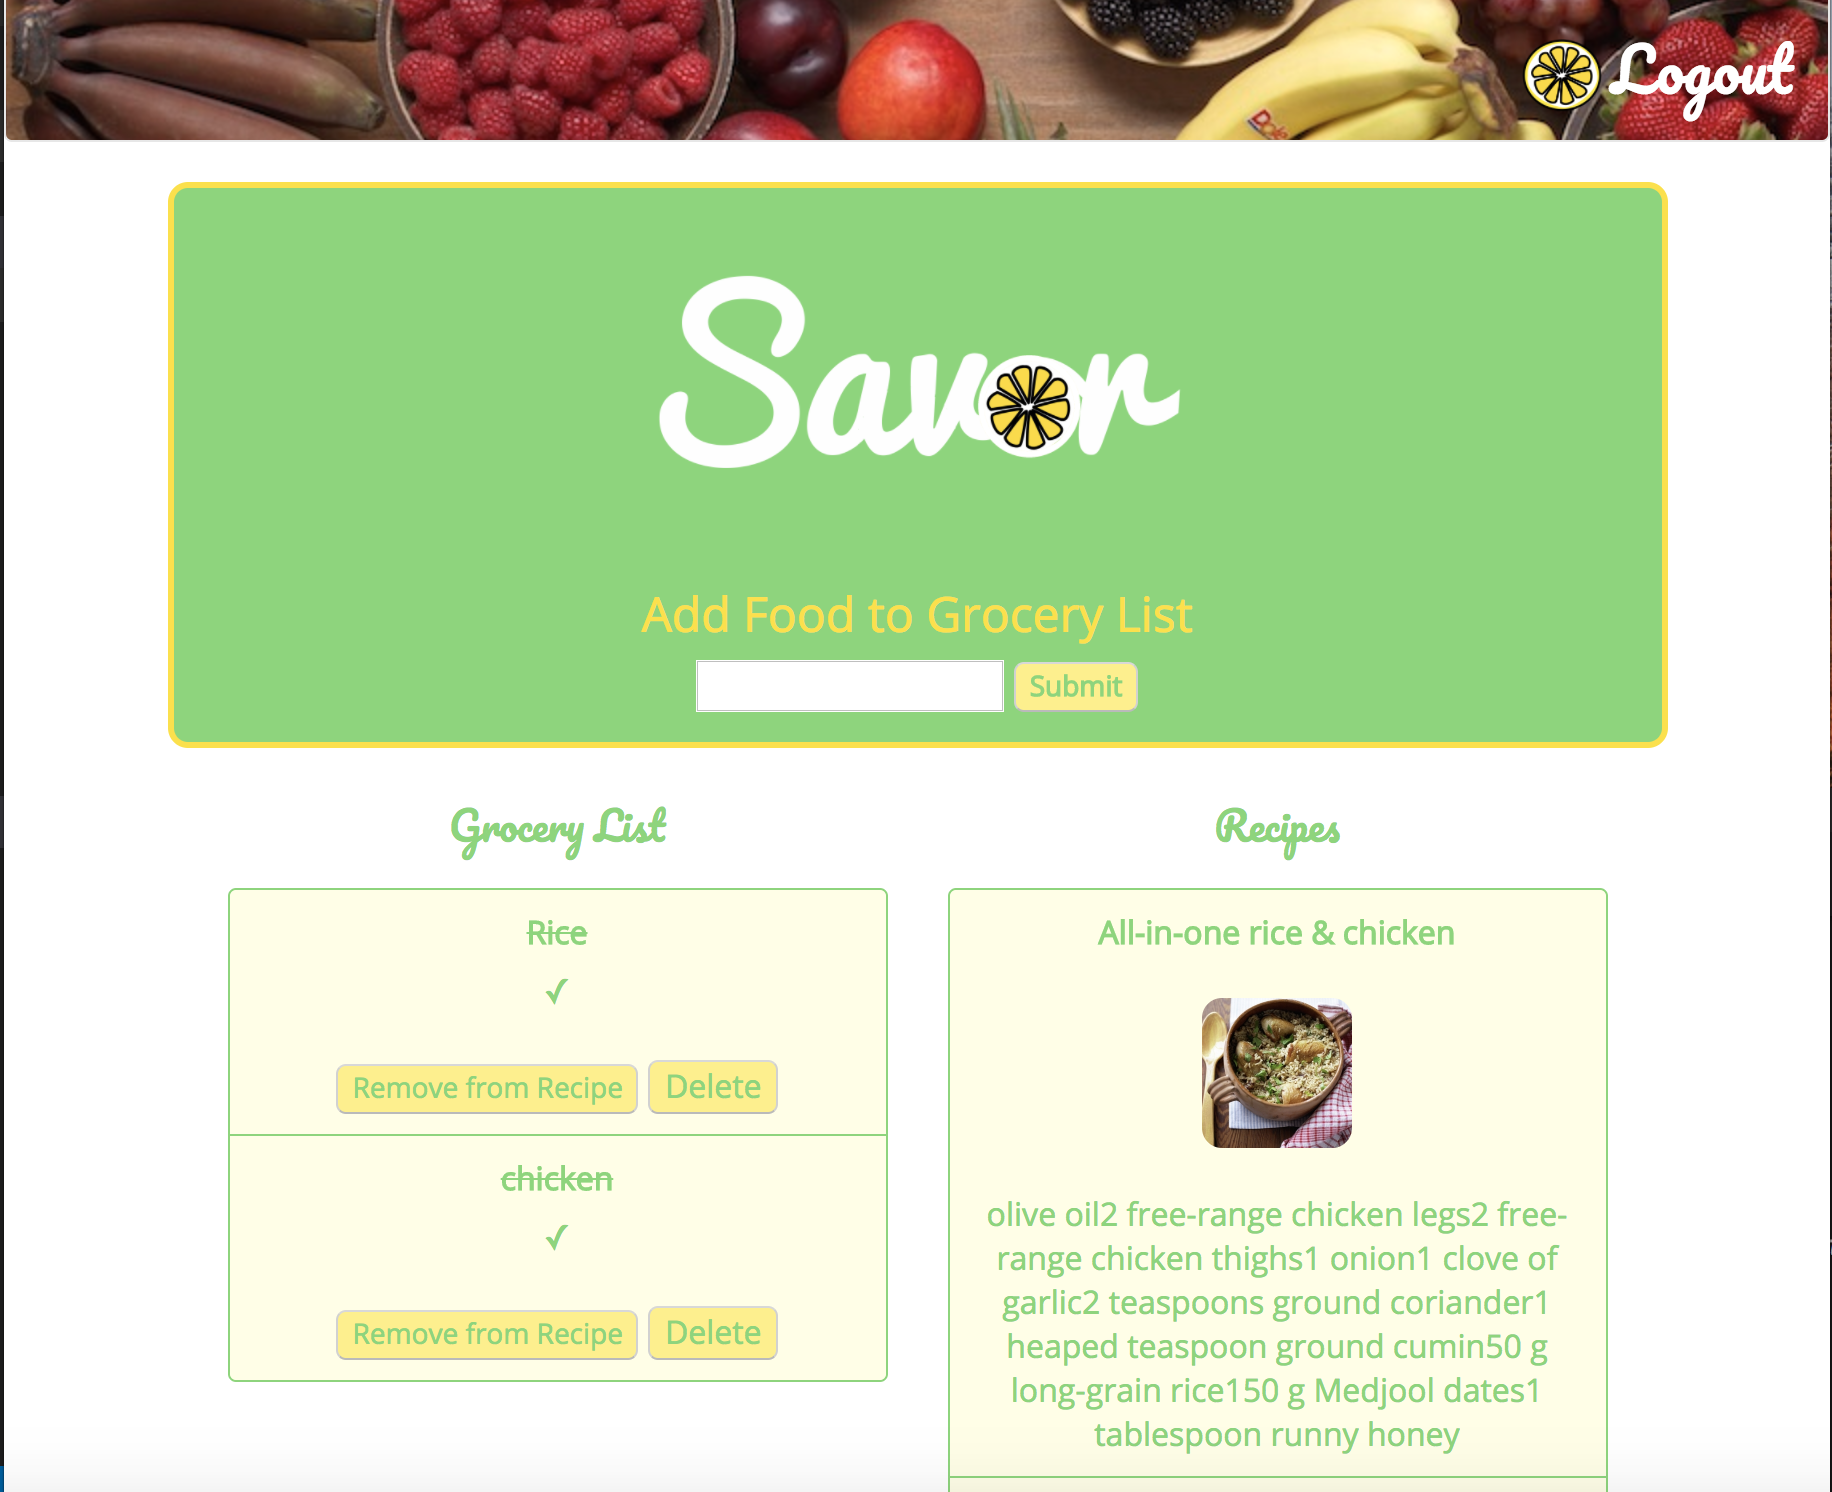 Dole
Logout
Savor
Add Food to Grocery List
Submit
Grocery List
Rice
✓
Remove from Recipe Delete
chicken
✓
Remove from Recipe Delete
Recipes
All-in-one rice & chicken
olive oil2 free-range chicken legs2 free-
range chicken thighs1 onion1 clove of
garlic2 teaspoons ground coriander1
heaped teaspoon ground cumin50 g
long-grain rice150 g Medjool dates1
tablespoon runny honey